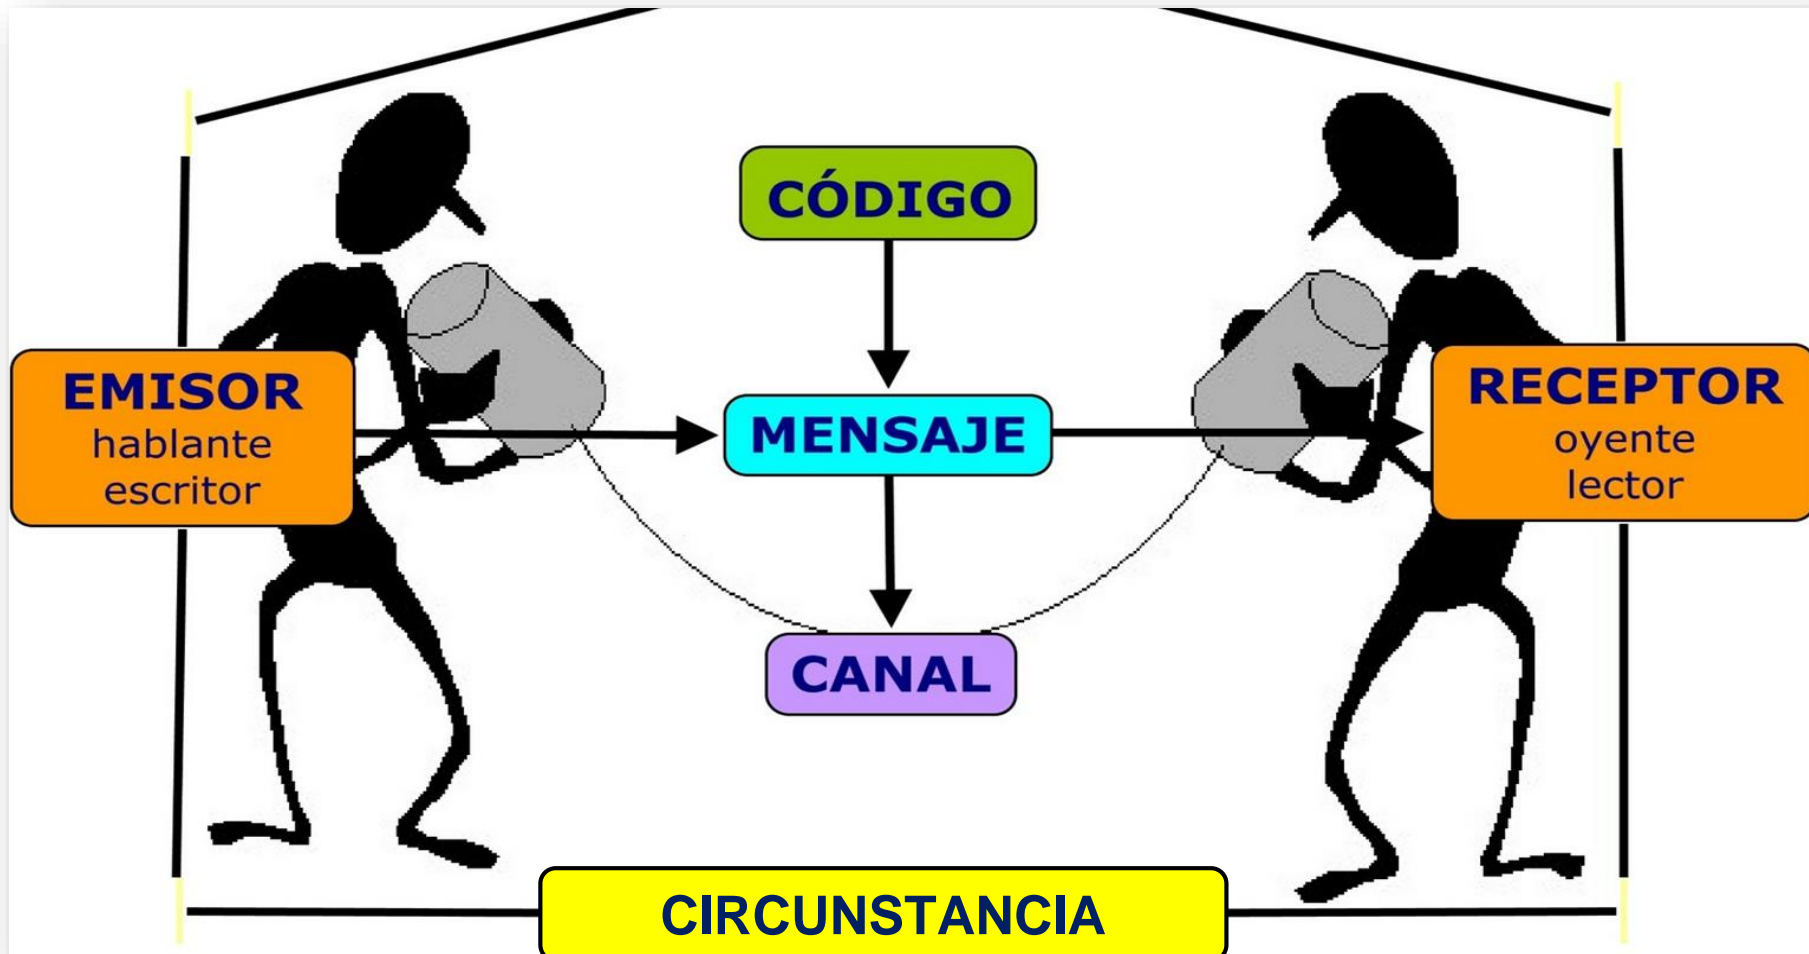 CÓDIGO
EMISOR
hablante
escritor
MENSAJE
RECEPTOR
oyente
lector
CANAL
CIRCUNSTANCIA